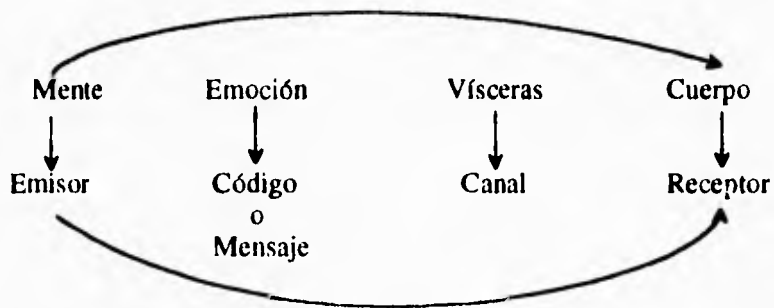 Mente Emoción Vísceras Cuerpo
Emisor Código Canal Receptor
o
Mensaje